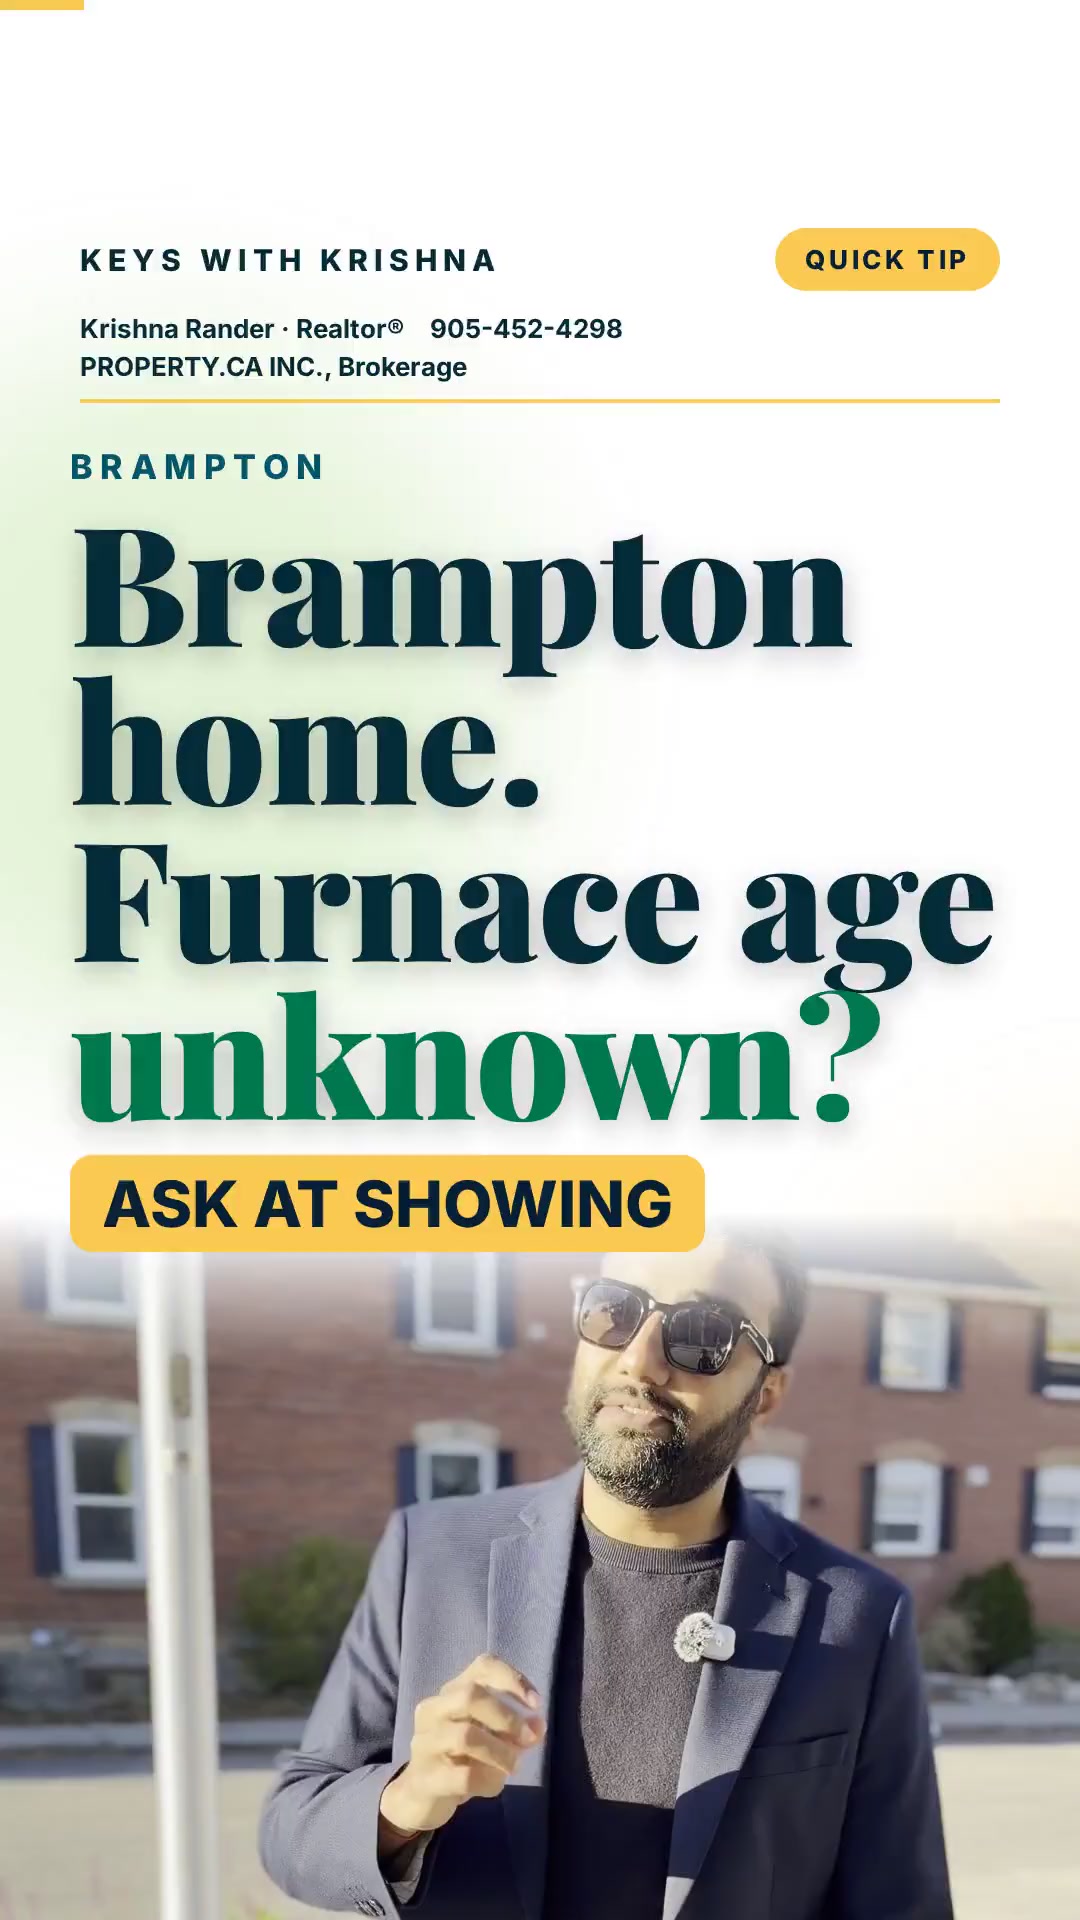 KEYS WITH KRISHNA
QUICK TIP
Krishna Rander · Realtor® 905-452-4298
PROPERTY.CA INC., Brokerage
BRAMPTON
Brampton
home.
Furnace age
unknown?
ASK AT SHOWING